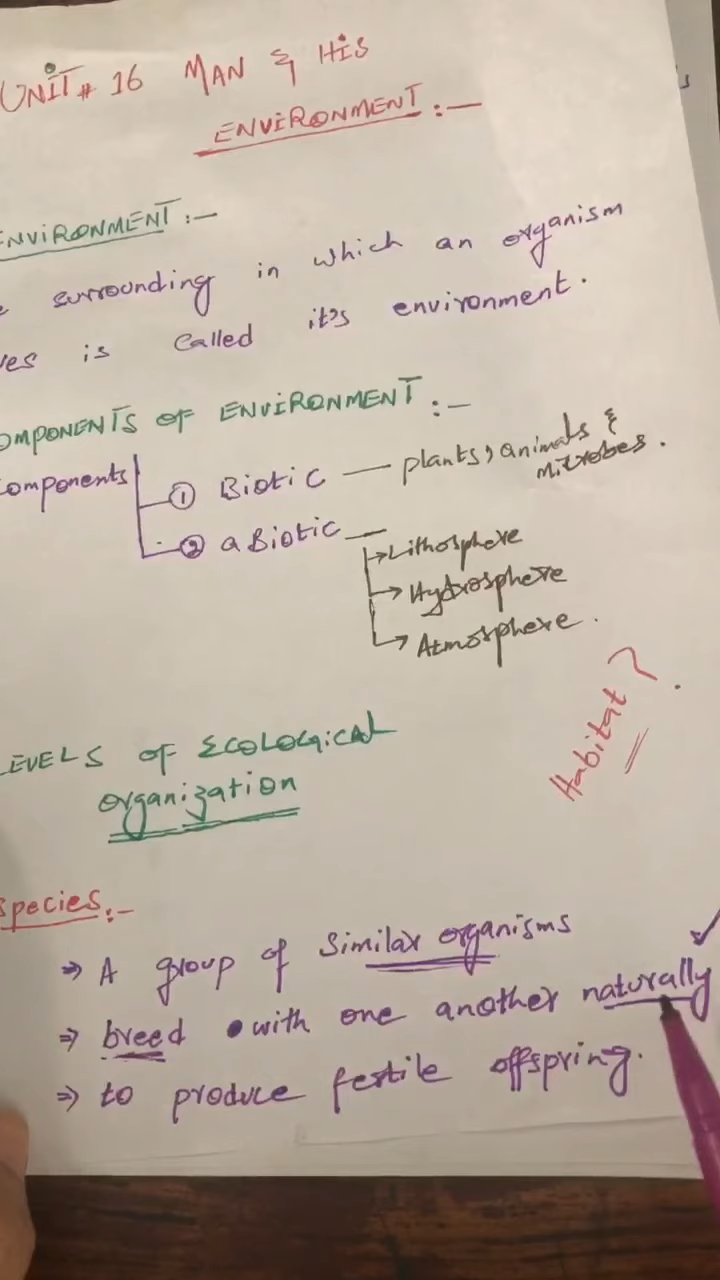 UNIT # 16 MAN & HIS
ENVIRONMENT :-
ENVIRONMENT :-
surrounding in which an organism
ves is called it's environment.
OMPONENTS OF ENVIRONMENT :-
Components
① Biotic — plants, animals &
microbes.
② aBiotic —
→ Lithosphere
→ Hydrosphere
→ Atmosphere.
Habitat?
LEVELS OF ECOLOGICAL
organization
species :-
⇒ A group of similar organisms
⇒ breed with one another naturally
⇒ to produce fertile offspring.